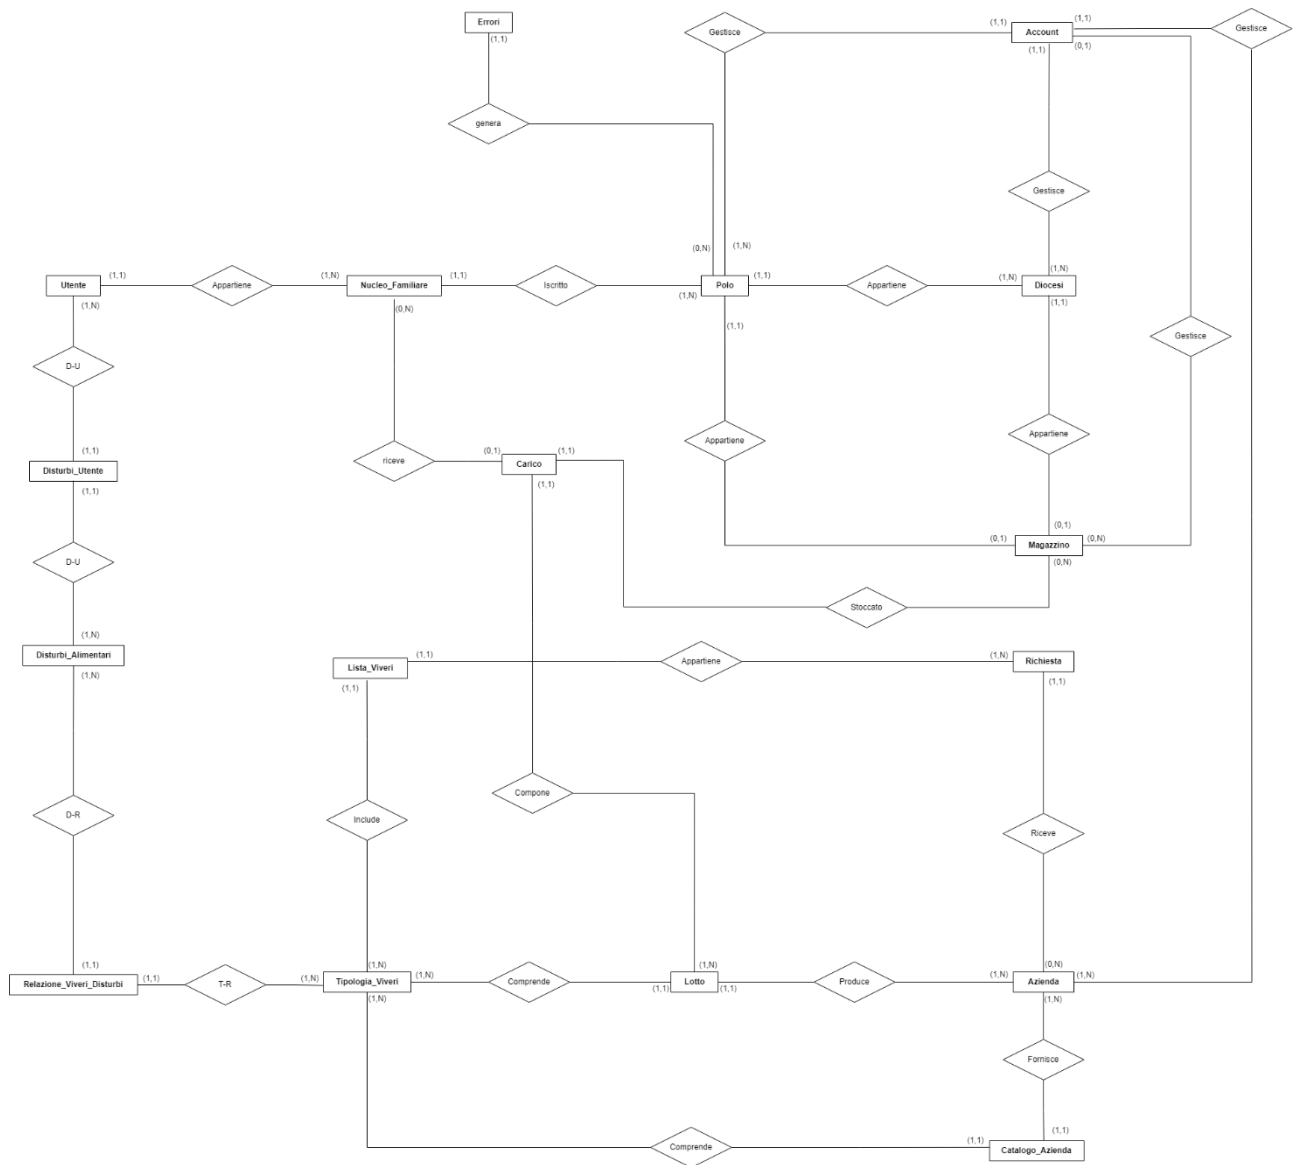 Errori
(1,1)
Gestisce
(1,1)
Account
(1,1)
Gestisce
(1,1)
(0,1)
genera
Gestisce
(0,N)
(1,N)
Utente
(1,1)
Appartiene
(1,N)
Nucleo_Familiare
(1,1)
Iscritto
(1,N)
Polo
(1,1)
Appartiene
(1,N)
(1,N)
Diocesi
(1,N)
(0,N)
(1,1)
(1,1)
Gestisce
D-U
Appartiene
Appartiene
(1,1)
Disturbi_Utente
(1,1)
riceve
(0,1)
Carico
(1,1)
(1,1)
(0,1)
(0,1)
Magazzino
(0,N)
(0,N)
D-U
Stoccato
(1,N)
Disturbi_Alimentari
(1,N)
Lista_Viveri
(1,1)
(1,1)
Appartiene
(1,N)
Richiesta
(1,1)
D-R
Include
Compone
Riceve
(1,1)
Relazione_Viveri_Disturbi
(1,1)
T-R
(1,N)
(1,N)
Tipologia_Viveri
(1,N)
(1,N)
Comprende
(1,N)
(1,1)
Lotto
(1,1)
Produce
(1,N)
(0,N)
Azienda
(1,N)
(1,N)
Fornisce
Comprende
(1,1)
(1,1)
Catalogo_Azienda